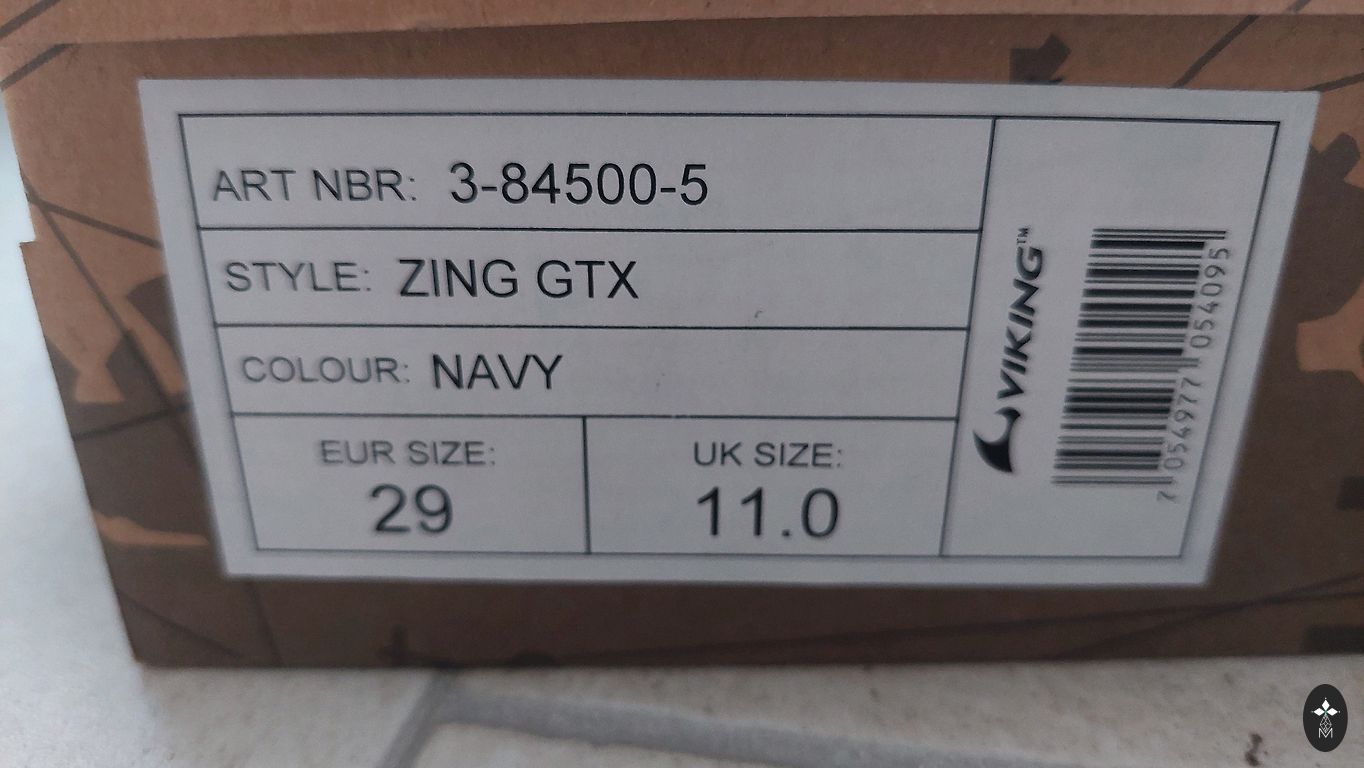 ART NBR: 3-84500-5
STYLE: ZING GTX
COLOUR: NAVY
EUR SIZE:
29
UK SIZE:
11.0
VIKING™
7 054977 054095
M